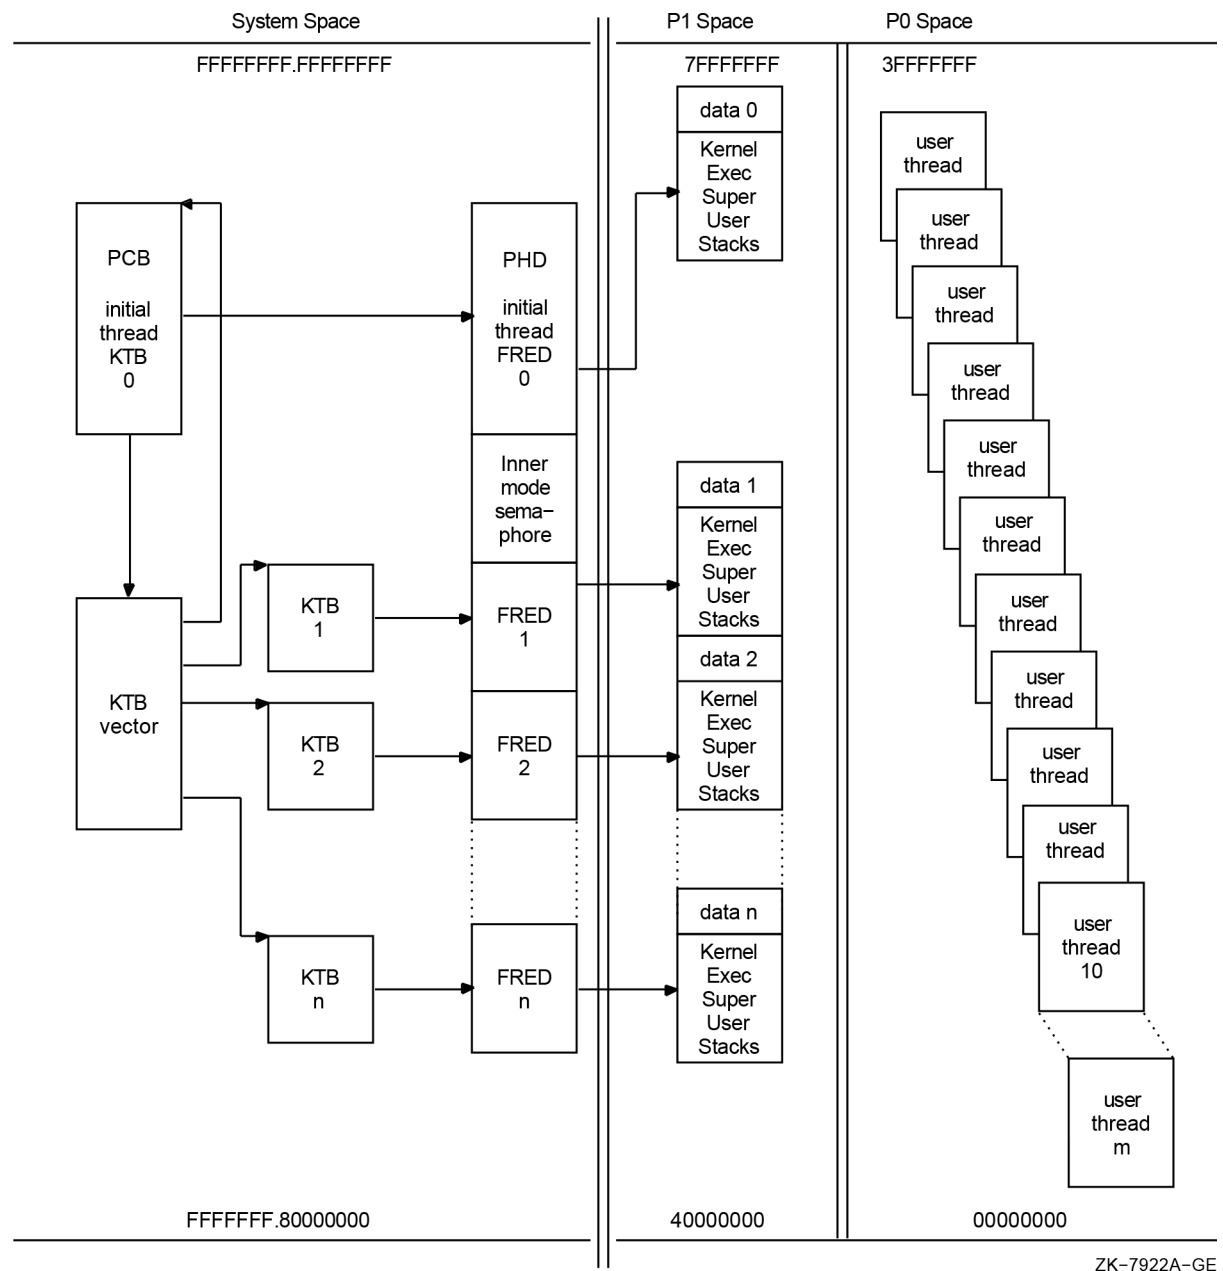 System Space
P1 Space
P0 Space
FFFFFFFF.FFFFFFFF
7FFFFFFF
3FFFFFFF
PCB
initial
thread
KTB
0
KTB
vector
KTB
1
KTB
2
KTB
n
PHD
initial
thread
FRED
0
Inner
mode
sema−
phore
FRED
1
FRED
2
FRED
n
data 0
Kernel
Exec
Super
User
Stacks
data 1
Kernel
Exec
Super
User
Stacks
data 2
Kernel
Exec
Super
User
Stacks
data n
Kernel
Exec
Super
User
Stacks
user
thread
user
thread
user
thread
user
thread
user
thread
user
thread
user
thread
user
thread
user
thread
user
thread
user
thread
10
user
thread
m
FFFFFFF.80000000
40000000
00000000
ZK−7922A−GE